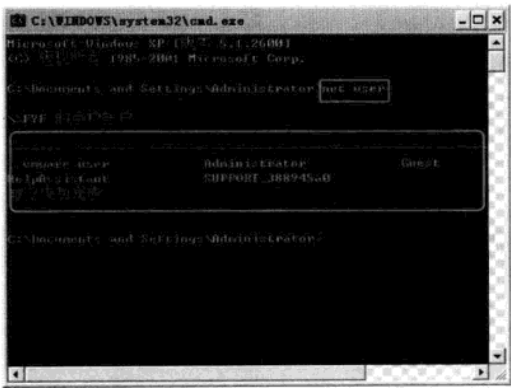 C:\WINDOWS\system32\cmd.exe
Microsoft Windows XP [版本 5.1.2600]
(C) 版权所有 1985-2001 Microsoft Corp.
C:\Documents and Settings\Administrator>net user
\\FYF 的用户帐户
__vmware_user__ Administrator Guest
HelpAssistant SUPPORT_388945a0
命令成功完成。
C:\Documents and Settings\Administrator>